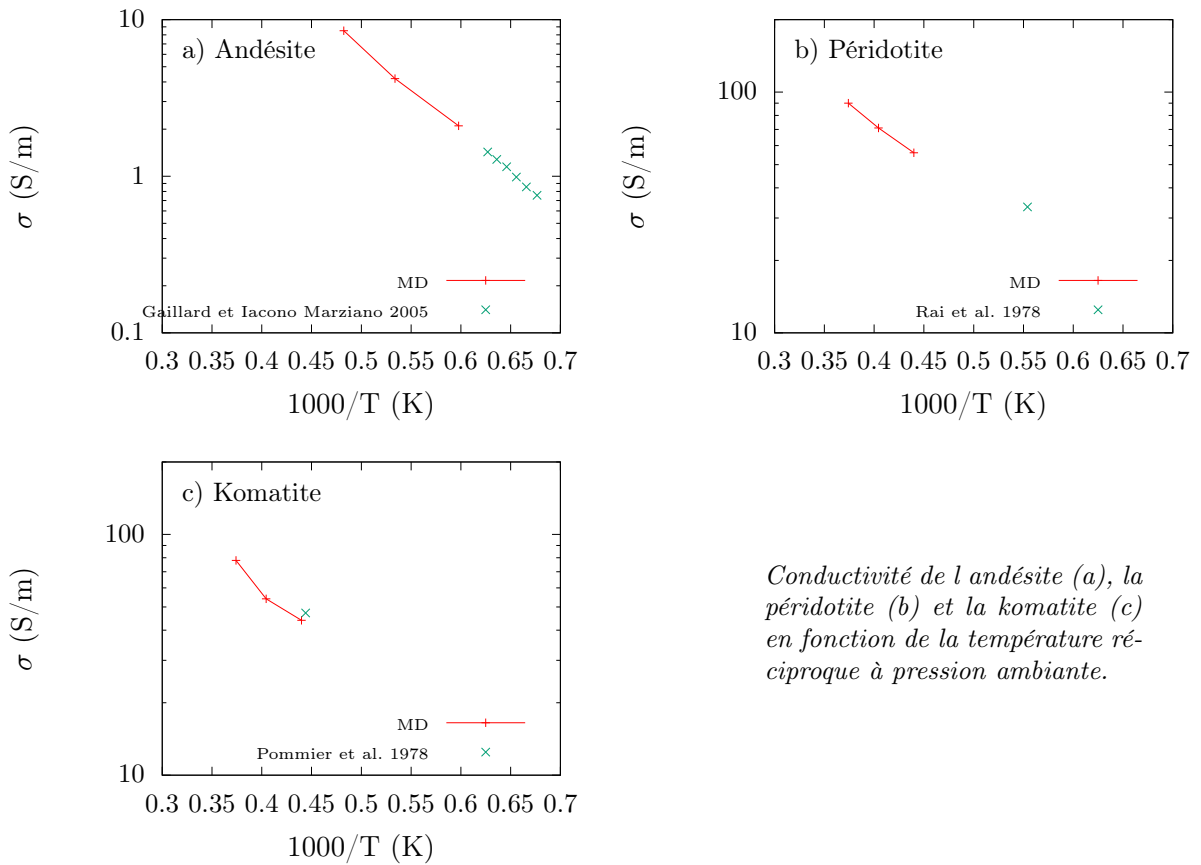 a) Andésite
σ (S/m)
10
1
0.1
MD
Gaillard et Iacono Marziano 2005
0.3 0.35 0.4 0.45 0.5 0.55 0.6 0.65 0.7
1000/T (K)
b) Péridotite
σ (S/m)
100
10
MD
Rai et al. 1978
0.3 0.35 0.4 0.45 0.5 0.55 0.6 0.65 0.7
1000/T (K)
c) Komatite
σ (S/m)
100
10
MD
Pommier et al. 1978
0.3 0.35 0.4 0.45 0.5 0.55 0.6 0.65 0.7
1000/T (K)
Conductivité de l andésite (a), la
péridotite (b) et la komatite (c)
en fonction de la température ré-
ciproque à pression ambiante.